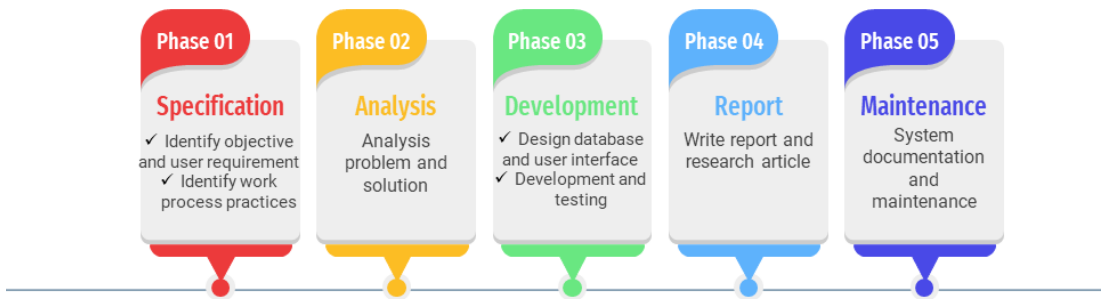 Phase 01
Specification
✓ Identify objective
and user requirement
✓ Identify work
process practices
Phase 02
Analysis
Analysis
problem and
solution
Phase 03
Development
✓ Design database
and user interface
✓ Development and
testing
Phase 04
Report
Write report and
research article
Phase 05
Maintenance
System
documentation
and
maintenance